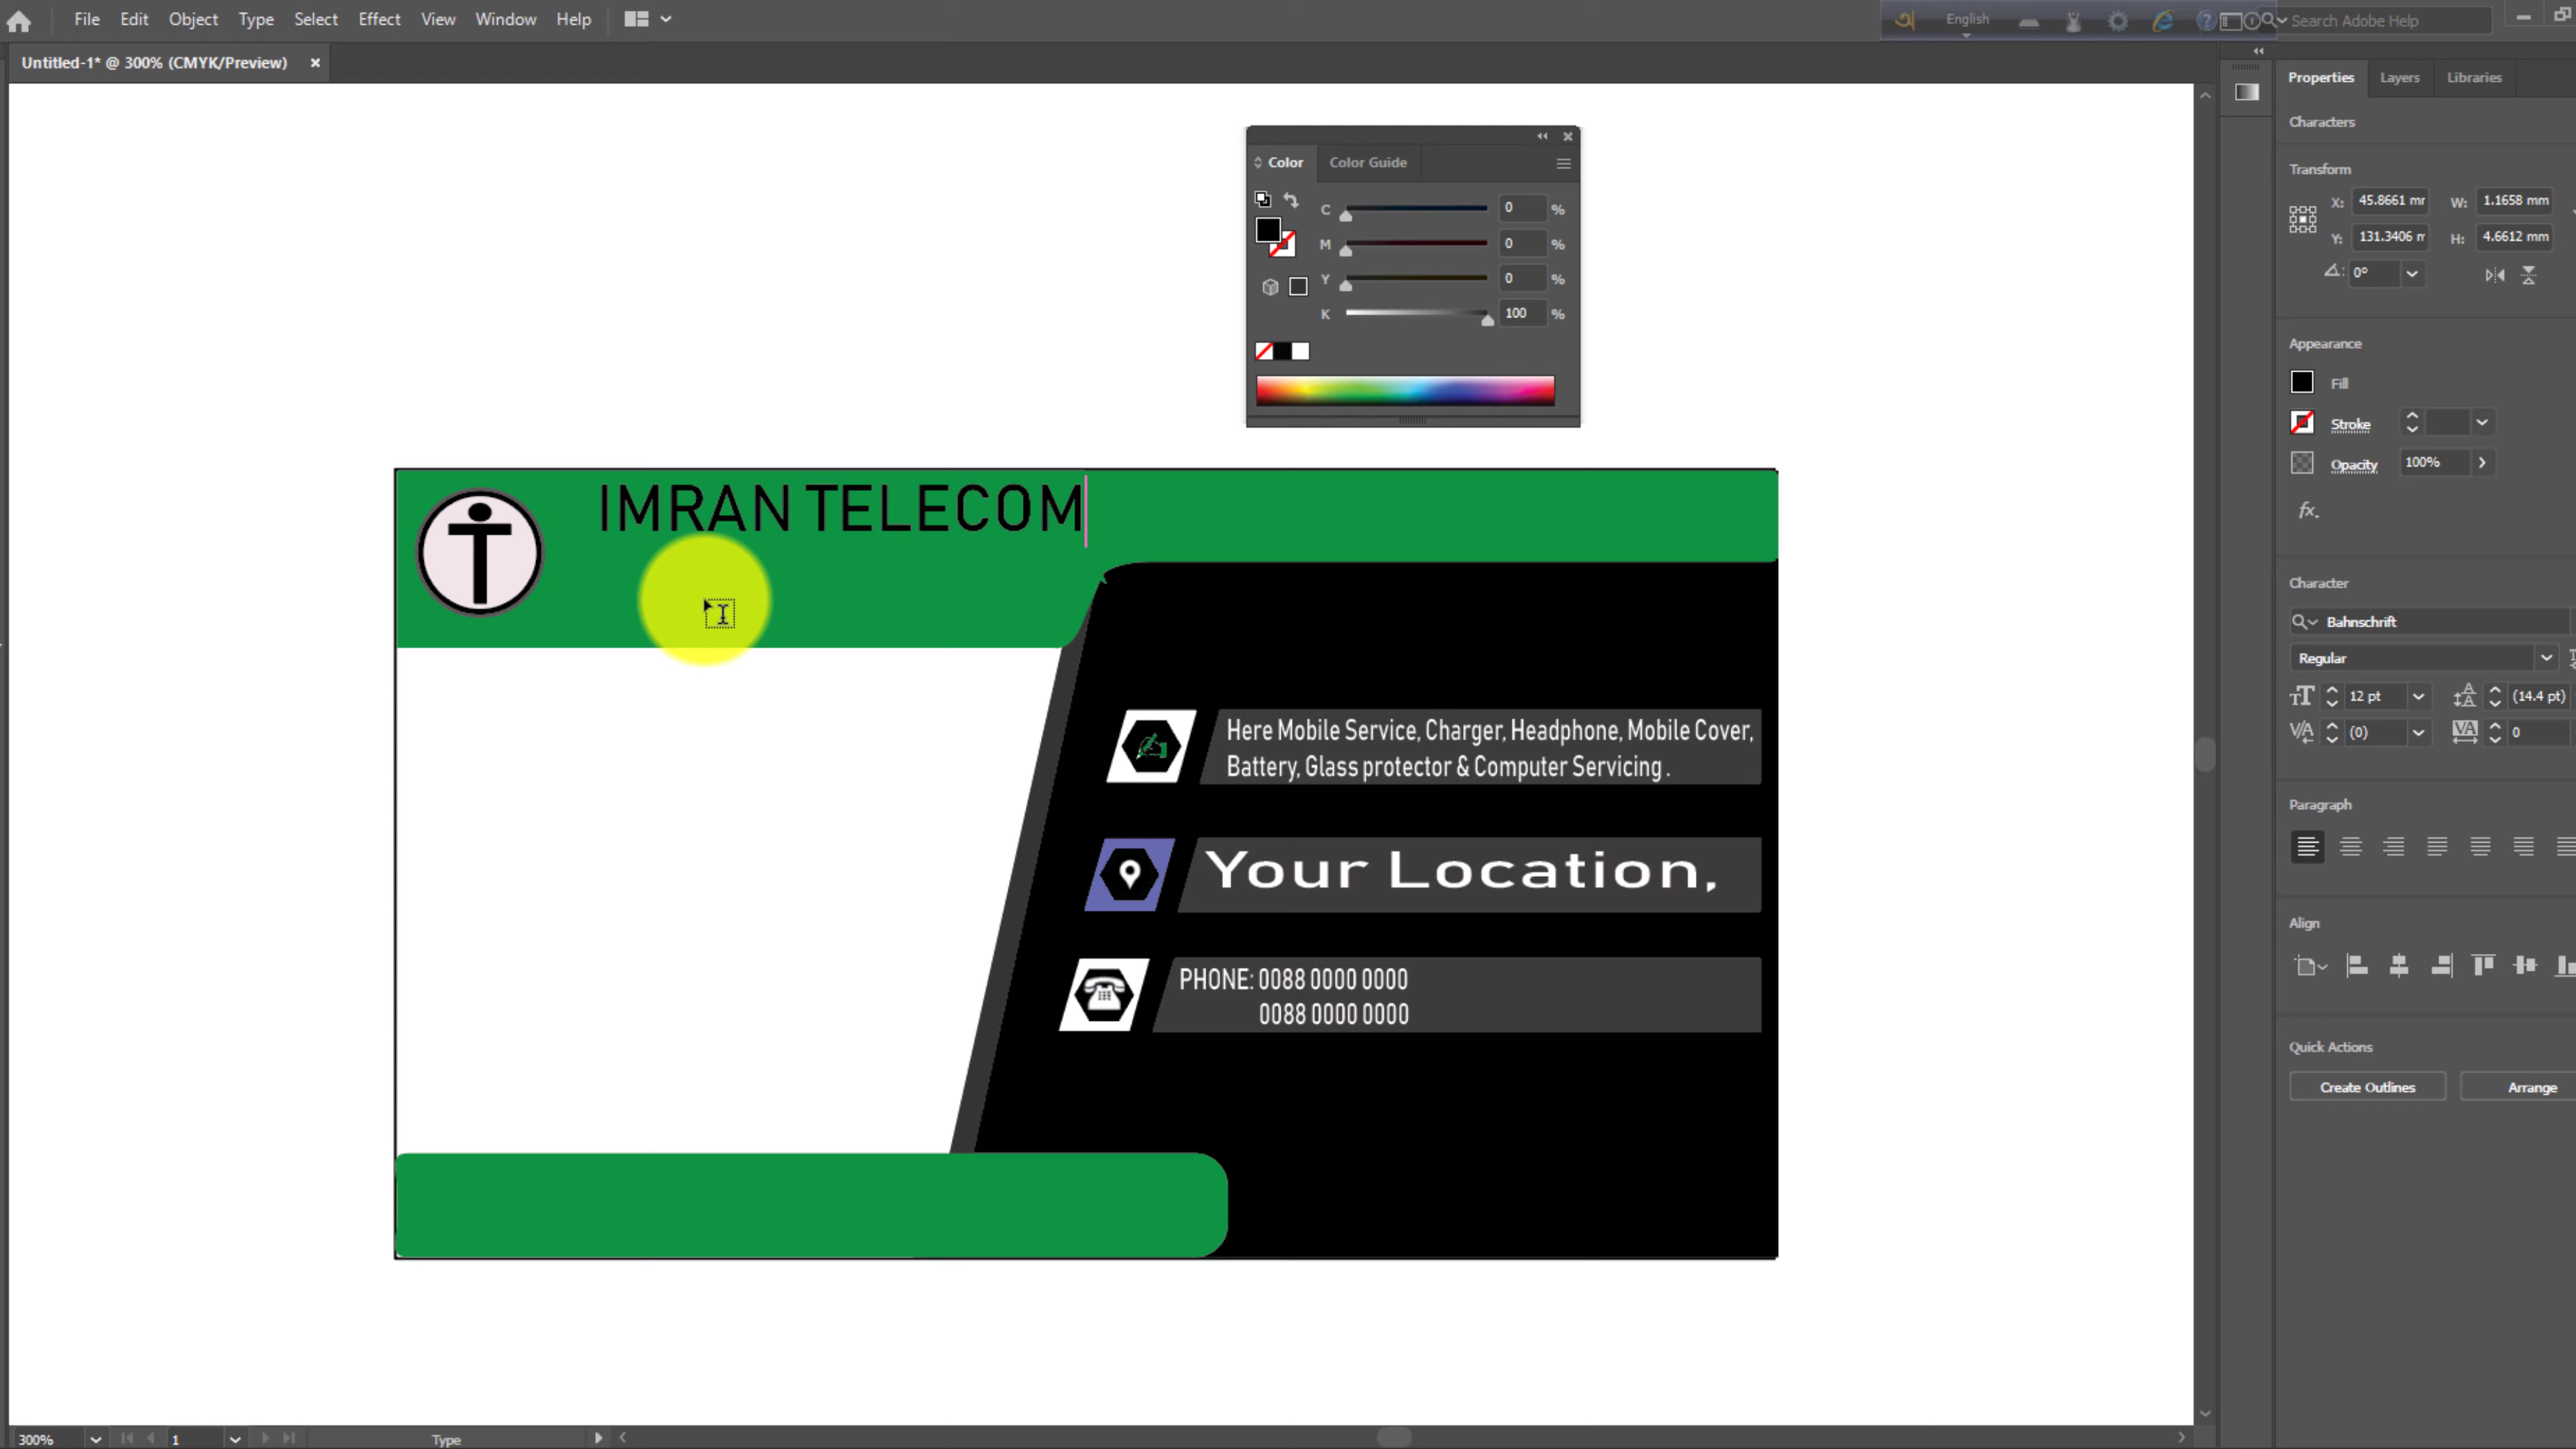 File Edit Object Type Select Effect View Window Help
English
Search Adobe Help
Untitled-1* @ 300% (CMYK/Preview)
Properties Layers Libraries
Characters
Transform
X: 45.8661 W: 1.1658 mm
Y: 131.3406 H: 4.6612 mm
0°
Appearance
Fill
Stroke
Opacity 100%
fx.
Character
Bahnschrift
Regular
12 pt (14.4 pt)
(0) 0
Paragraph
Align
Quick Actions
Create Outlines Arrange
Color Color Guide
C 0 %
M 0 %
Y 0 %
K 100 %
IMRAN TELECOM
Here Mobile Service, Charger, Headphone, Mobile Cover,
Battery, Glass protector & Computer Servicing .
Your Location,
PHONE: 0088 0000 0000
0088 0000 0000
300% 1 Type